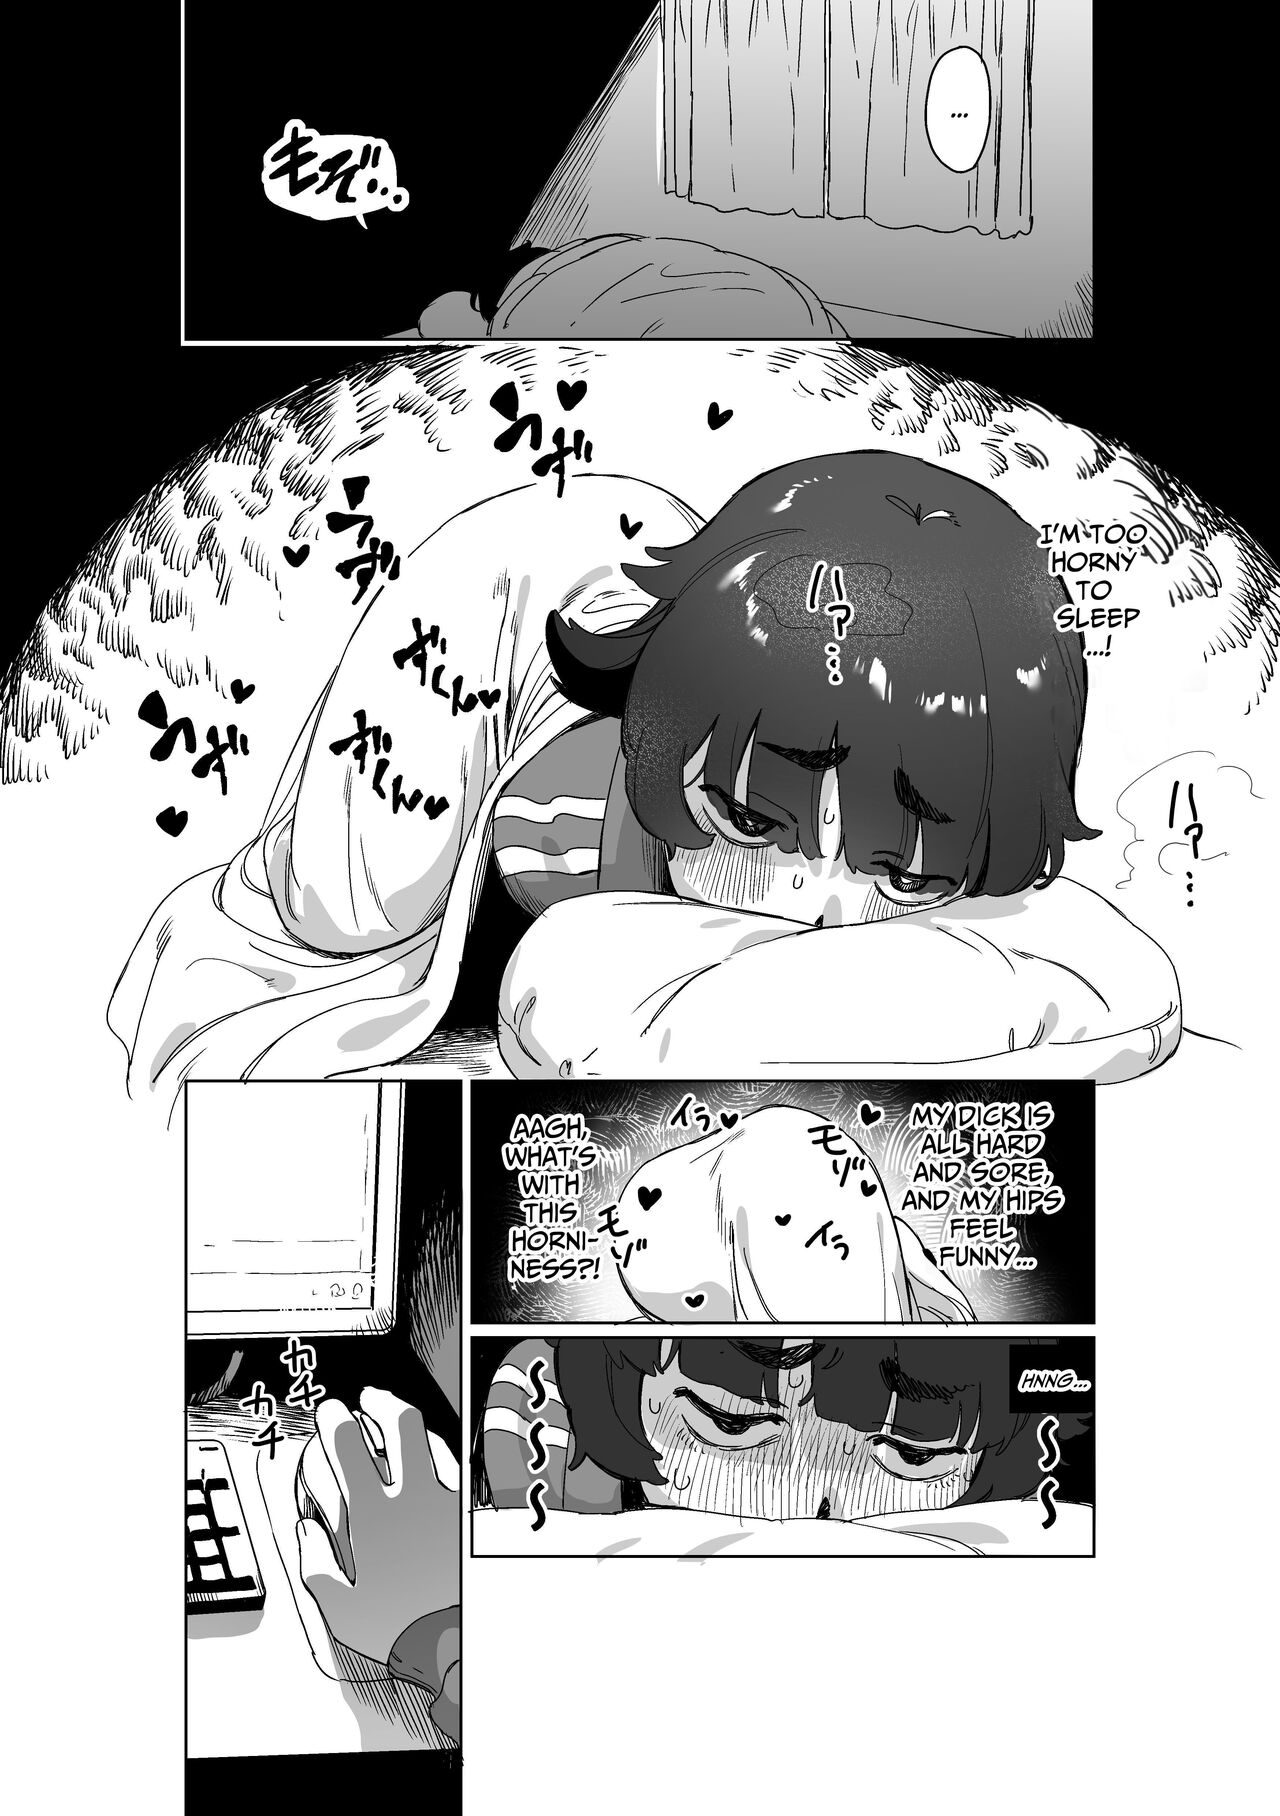 ...
もぞ…
うず
うず
うず
ずくん
ずくん
I'M TOO
HORNY
TO
SLEEP
...!
ハァ…
ハァ…
MY DICK IS
ALL HARD
AND SORE,
AND MY HIPS
FEEL
FUNNY...
イラ
モゾ
モゾ
イラ
AAGH,
WHAT'S
WITH
THIS
HORNI-
NESS?!
HNNG...
カチ
カチ